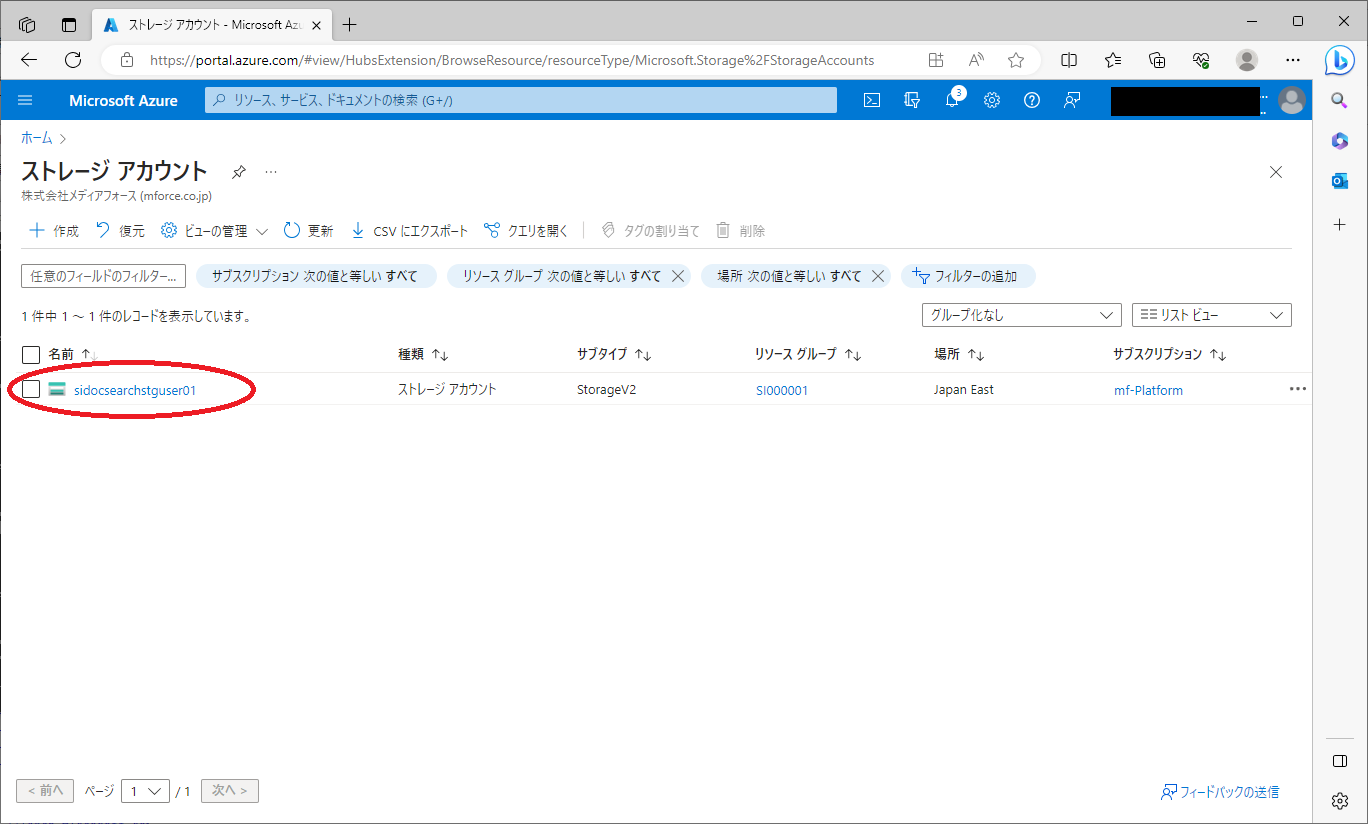 ストレージ アカウント - Microsoft Azu
https://portal.azure.com/#view/HubsExtension/BrowseResource/resourceType/Microsoft.Storage%2FStorageAccounts
Microsoft Azure
リソース、サービス、ドキュメントの検索 (G+/)
3
ホーム >
ストレージ アカウント
株式会社メディアフォース (mforce.co.jp)
作成 復元 ビューの管理 更新 CSV にエクスポート クエリを開く タグの割り当て 削除
任意のフィールドのフィルター... サブスクリプション 次の値と等しい すべて リソース グループ 次の値と等しい すべて 場所 次の値と等しい すべて フィルターの追加
1 件中 1 ～ 1 件のレコードを表示しています。 グループ化なし リスト ビュー
名前 ↑↓ 種類 ↑↓ サブタイプ ↑↓ リソース グループ ↑↓ 場所 ↑↓ サブスクリプション ↑↓
sidocsearchstguser01 ストレージ アカウント StorageV2 SI000001 Japan East mf-Platform
< 前へ ページ 1 / 1 次へ > フィードバックの送信